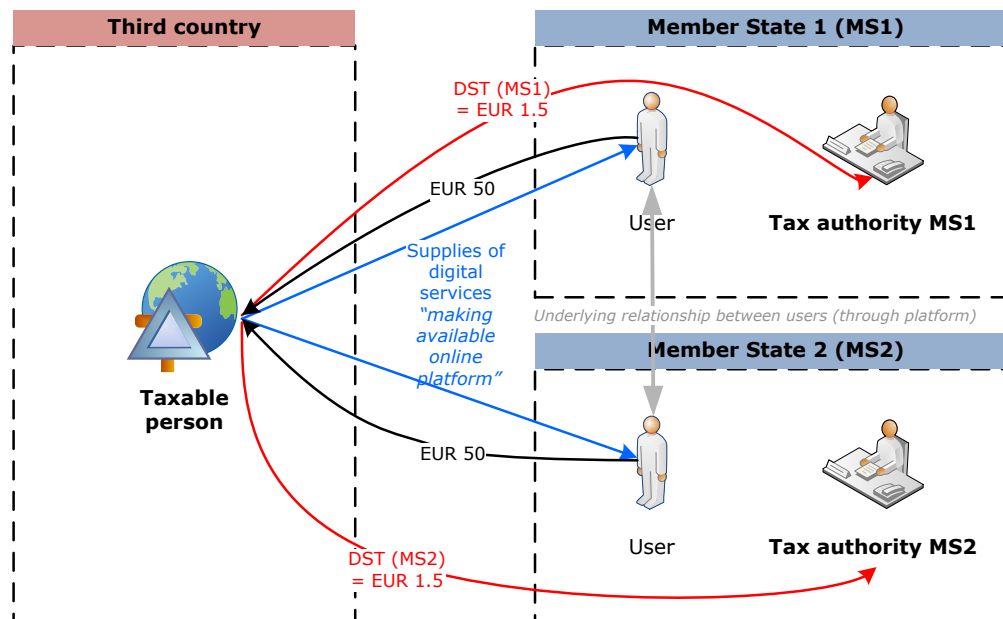 Third country
Member State 1 (MS1)
DST (MS1)
= EUR 1.5
EUR 50
User
Tax authority MS1
Supplies of
digital
services
“making
available
online
platform”
Underlying relationship between users (through platform)
Member State 2 (MS2)
Taxable
person
EUR 50
User
Tax authority MS2
DST (MS2)
= EUR 1.5